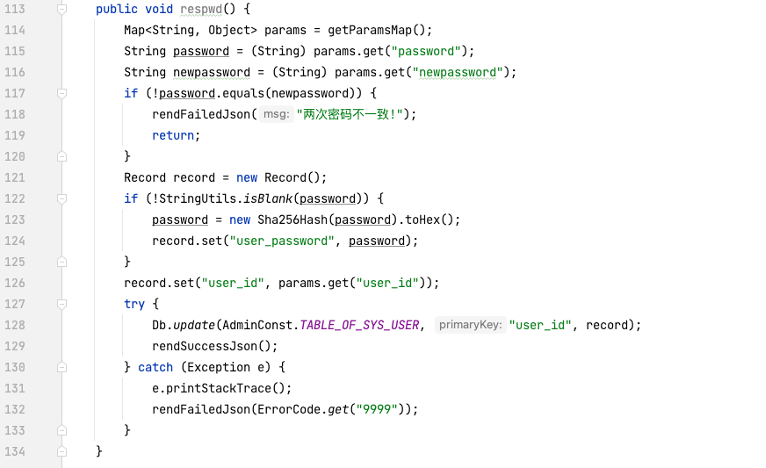 113 public void respwd() {
114 Map<String, Object> params = getParamsMap();
115 String password = (String) params.get("password");
116 String newpassword = (String) params.get("newpassword");
117 if (!password.equals(newpassword)) {
118 rendFailedJson( msg: "两次密码不一致!");
119 return;
120 }
121 Record record = new Record();
122 if (!StringUtils.isBlank(password)) {
123 password = new Sha256Hash(password).toHex();
124 record.set("user_password", password);
125 }
126 record.set("user_id", params.get("user_id"));
127 try {
128 Db.update(AdminConst.TABLE_OF_SYS_USER, primaryKey: "user_id", record);
129 rendSuccessJson();
130 } catch (Exception e) {
131 e.printStackTrace();
132 rendFailedJson(ErrorCode.get("9999"));
133 }
134 }